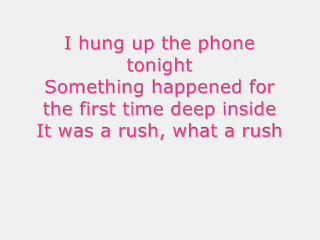 I hung up the phone
tonight
Something happened for
the first time deep inside
It was a rush, what a rush